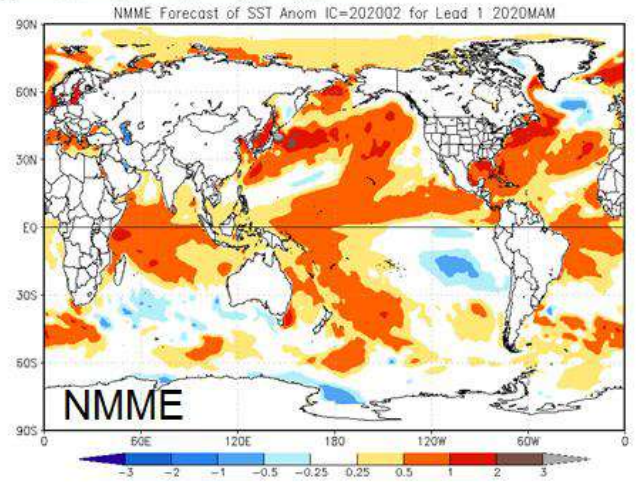 NMME Forecast of SST Anom IC=202002 for Lead 1 2020MAM
90N
60N
30N
EQ
30S
60S
90S
NMME
0 60E 120E 180 120W 60W 0
-3 -2 -1 -0.5 -0.25 0.25 0.5 1 2 3